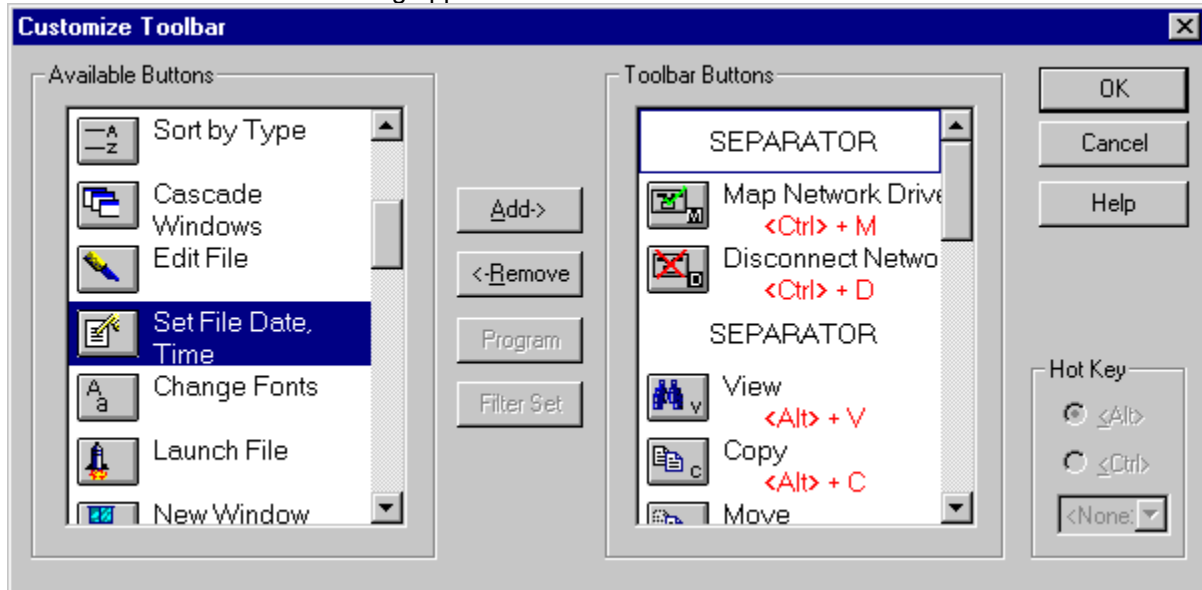 Customize Toolbar
Available Buttons
Sort by Type
Cascade
Windows
Edit File
Set File Date,
Time
Change Fonts
Launch File
New Window
Add->
<-Remove
Program
Filter Set
Toolbar Buttons
SEPARATOR
Map Network Drive
<Ctrl> + M
Disconnect Netwo
<Ctrl> + D
SEPARATOR
View
<Alt> + V
Copy
<Alt> + C
Move
OK
Cancel
Help
Hot Key
<Alt>
<Ctrl>
<None: